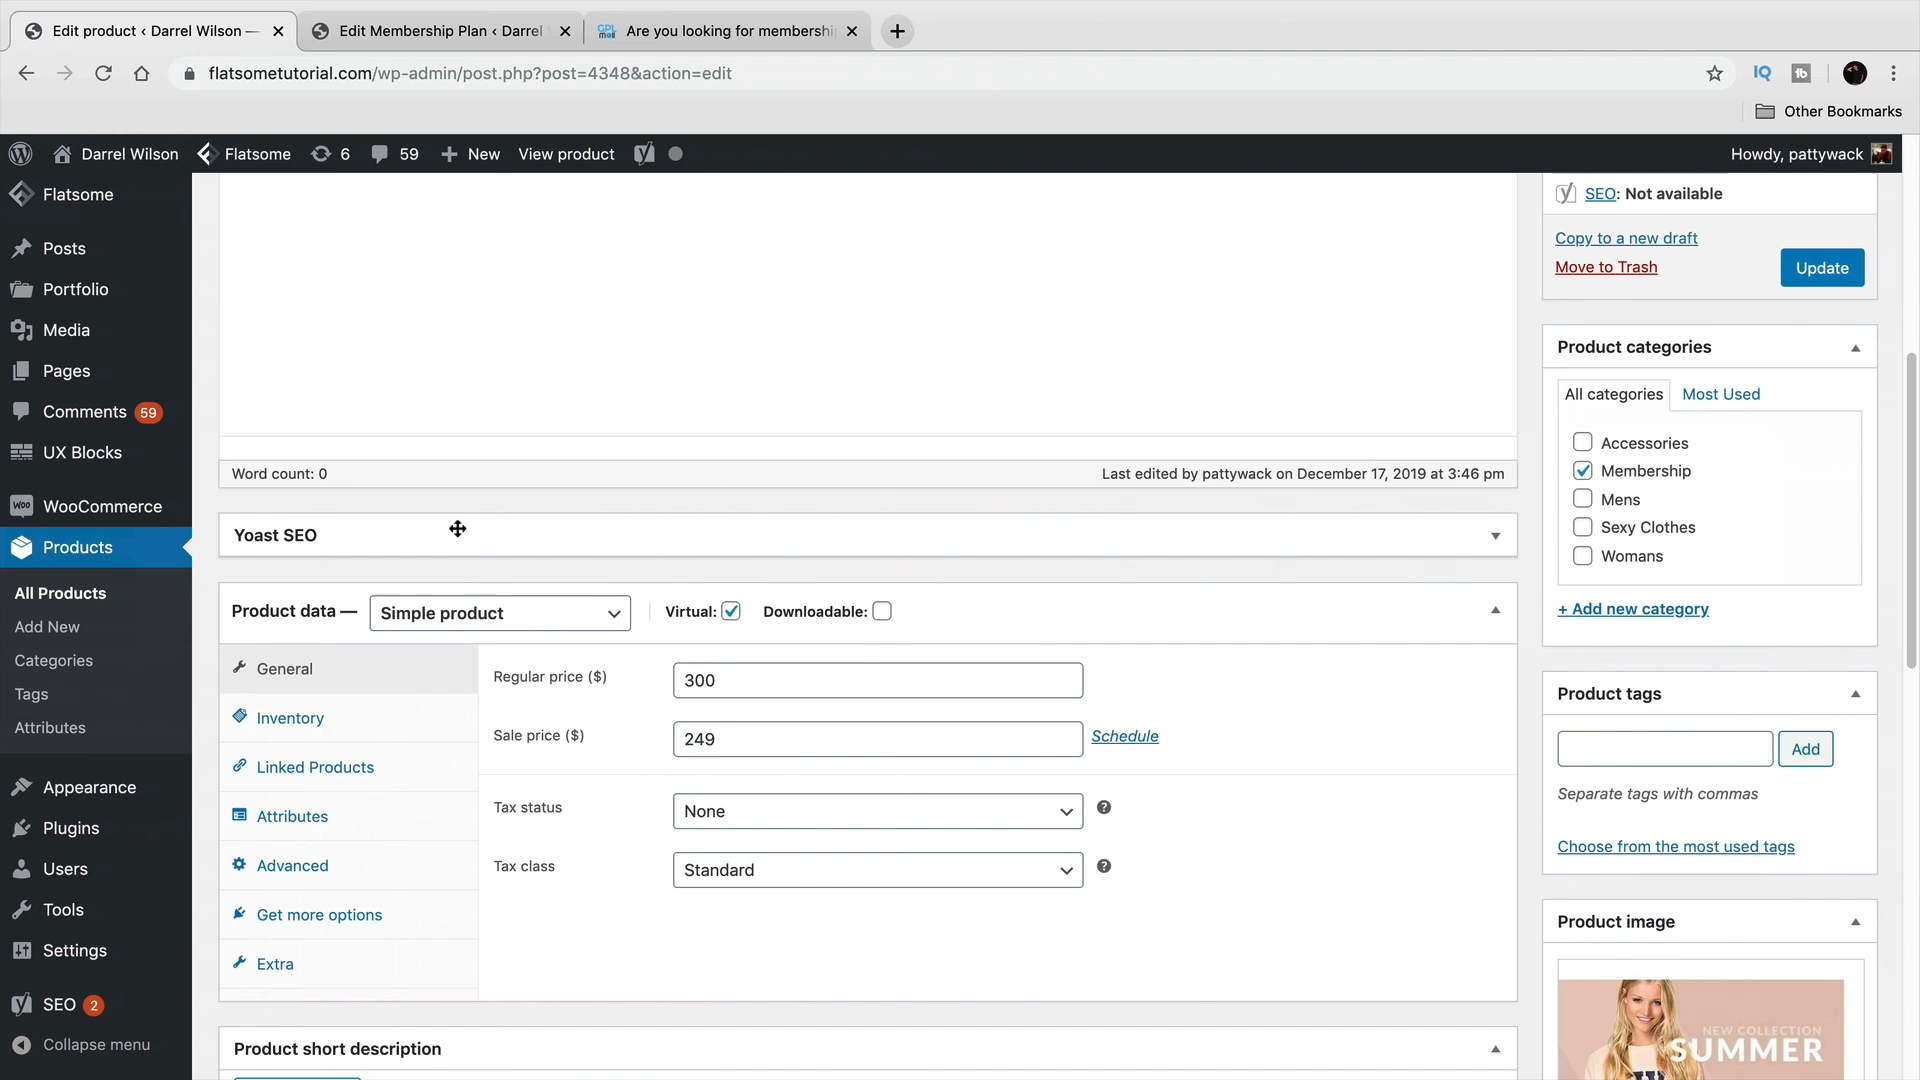 Edit product ‹ Darrel Wilson —
Edit Membership Plan ‹ Darrel
GPL mall
Are you looking for membershi
flatsometutorial.com/wp-admin/post.php?post=4348&action=edit
IQ
tb
Other Bookmarks
Darrel Wilson
Flatsome
6
59
New
View product
Howdy, pattywack
Flatsome
Posts
Portfolio
Media
Pages
Comments 59
UX Blocks
WooCommerce
Products
All Products
Add New
Categories
Tags
Attributes
Appearance
Plugins
Users
Tools
Settings
SEO 2
Collapse menu
Word count: 0
Last edited by pattywack on December 17, 2019 at 3:46 pm
Yoast SEO
Product data —
Simple product
Virtual:
Downloadable:
General
Inventory
Linked Products
Attributes
Advanced
Get more options
Extra
Regular price ($)
300
Sale price ($)
249
Schedule
Tax status
None
Tax class
Standard
Product short description
SEO: Not available
Copy to a new draft
Move to Trash
Update
Product categories
All categories
Most Used
Accessories
Membership
Mens
Sexy Clothes
Womans
+ Add new category
Product tags
Add
Separate tags with commas
Choose from the most used tags
Product image
NEW COLLECTION
SUMMER